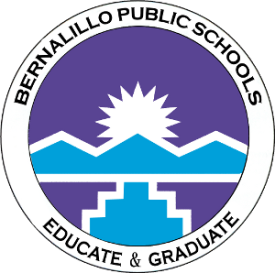 BERNALILLO PUBLIC SCHOOLS
EDUCATE & GRADUATE